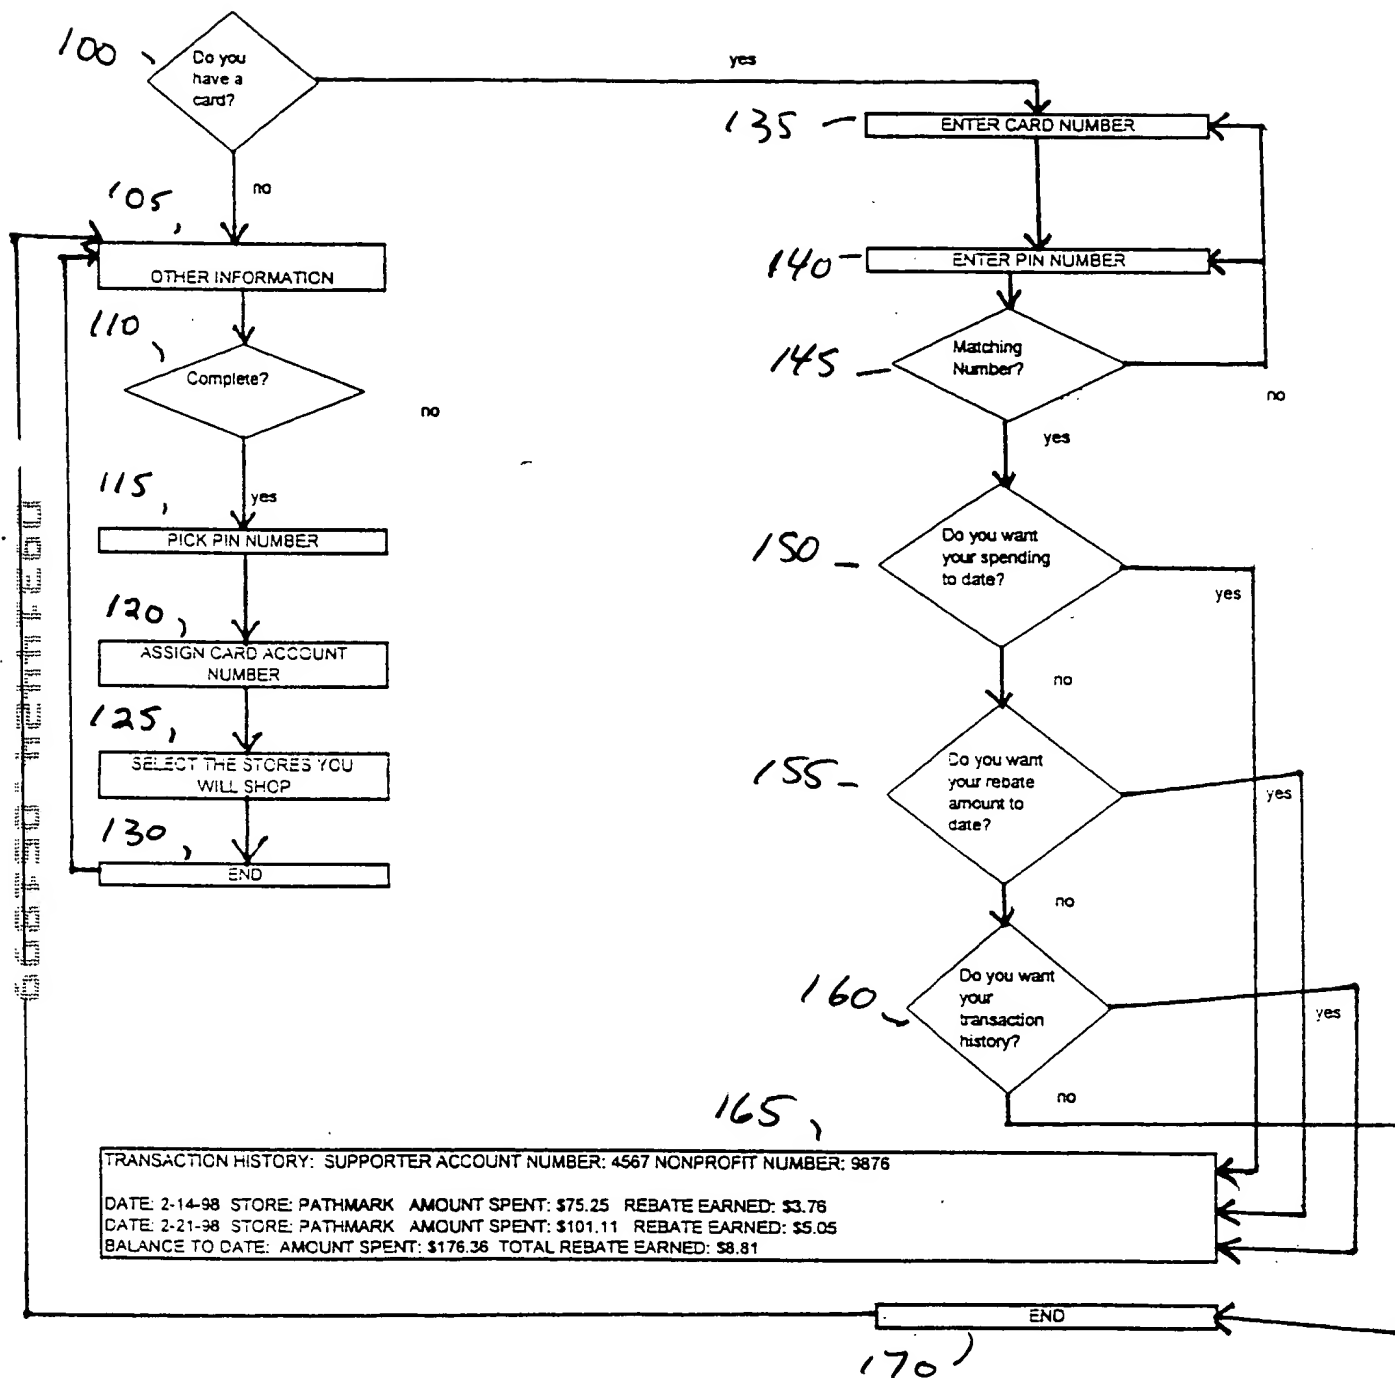 100
Do you
have a
card?
yes
135
ENTER CARD NUMBER
no
105
OTHER INFORMATION
140
ENTER PIN NUMBER
110
Complete?
no
145
Matching
Number?
no
yes
115
yes
PICK PIN NUMBER
150
Do you want
your spending
to date?
yes
no
120
ASSIGN CARD ACCOUNT
NUMBER
125
SELECT THE STORES YOU
WILL SHOP
155
Do you want
your rebate
amount to
date?
yes
no
130
END
160
Do you want
your
transaction
history?
yes
no
165
TRANSACTION HISTORY: SUPPORTER ACCOUNT NUMBER: 4567 NONPROFIT NUMBER: 9876
DATE: 2-14-98 STORE: PATHMARK AMOUNT SPENT: $75.25 REBATE EARNED: $3.76
DATE: 2-21-98 STORE: PATHMARK AMOUNT SPENT: $101.11 REBATE EARNED: $5.05
BALANCE TO DATE: AMOUNT SPENT: $176.36 TOTAL REBATE EARNED: $8.81
END
170